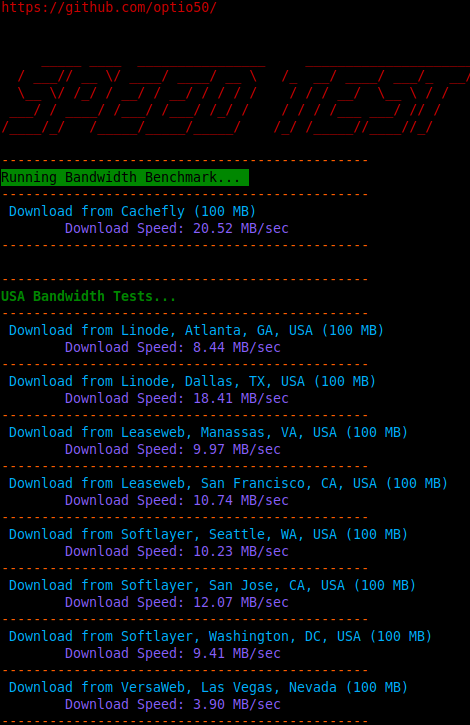 https://github.com/optio50/
SPEED TEST
------------------------------------------------
Running Bandwidth Benchmark...
------------------------------------------------
Download from Cachefly (100 MB)
Download Speed: 20.52 MB/sec
------------------------------------------------
------------------------------------------------
USA Bandwidth Tests...
------------------------------------------------
Download from Linode, Atlanta, GA, USA (100 MB)
Download Speed: 8.44 MB/sec
------------------------------------------------
Download from Linode, Dallas, TX, USA (100 MB)
Download Speed: 18.41 MB/sec
------------------------------------------------
Download from Leaseweb, Manassas, VA, USA (100 MB)
Download Speed: 9.97 MB/sec
------------------------------------------------
Download from Leaseweb, San Francisco, CA, USA (100 MB)
Download Speed: 10.74 MB/sec
------------------------------------------------
Download from Softlayer, Seattle, WA, USA (100 MB)
Download Speed: 10.23 MB/sec
------------------------------------------------
Download from Softlayer, San Jose, CA, USA (100 MB)
Download Speed: 12.07 MB/sec
------------------------------------------------
Download from Softlayer, Washington, DC, USA (100 MB)
Download Speed: 9.41 MB/sec
------------------------------------------------
Download from VersaWeb, Las Vegas, Nevada (100 MB)
Download Speed: 3.90 MB/sec
------------------------------------------------